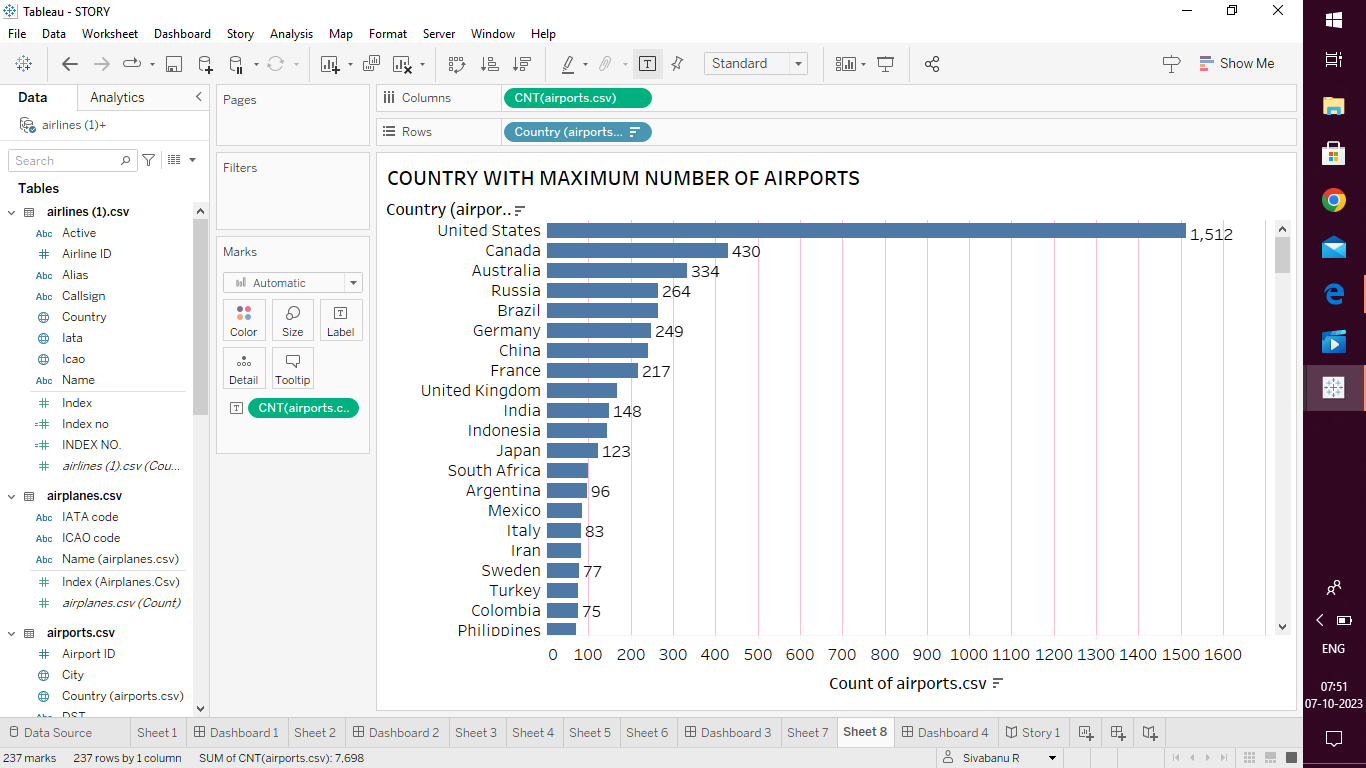 Tableau - STORY
File Data Worksheet Dashboard Story Analysis Map Format Server Window Help
Standard
Show Me
Data Analytics
airlines (1)+
Search
Tables
airlines (1).csv
Abc Active
Airline ID
Abc Alias
Abc Callsign
Country
Iata
Icao
Abc Name
Index
Index no
INDEX NO.
airlines (1).csv (Cou...
airplanes.csv
Abc IATA code
Abc ICAO code
Abc Name (airplanes.csv)
Index (Airplanes.Csv)
airplanes.csv (Count)
airports.csv
Airport ID
City
Country (airports.csv)
Abc DST
Pages
Filters
Marks
Automatic
Color Size Label
Detail Tooltip
CNT(airports.c..
Columns CNT(airports.csv)
Rows Country (airports...
COUNTRY WITH MAXIMUM NUMBER OF AIRPORTS
Country (airpor..
United States 1,512
Canada 430
Australia 334
Russia 264
Brazil
Germany 249
China
France 217
United Kingdom
India 148
Indonesia
Japan 123
South Africa
Argentina 96
Mexico
Italy 83
Iran
Sweden 77
Turkey
Colombia 75
Philippines
0 100 200 300 400 500 600 700 800 900 1000 1100 1200 1300 1400 1500 1600
Count of airports.csv
Data Source Sheet 1 Dashboard 1 Sheet 2 Dashboard 2 Sheet 3 Sheet 4 Sheet 5 Sheet 6 Dashboard 3 Sheet 7 Sheet 8 Dashboard 4 Story 1
237 marks 237 rows by 1 column SUM of CNT(airports.csv): 7,698
Sivabanu R
ENG
07:51
07-10-2023